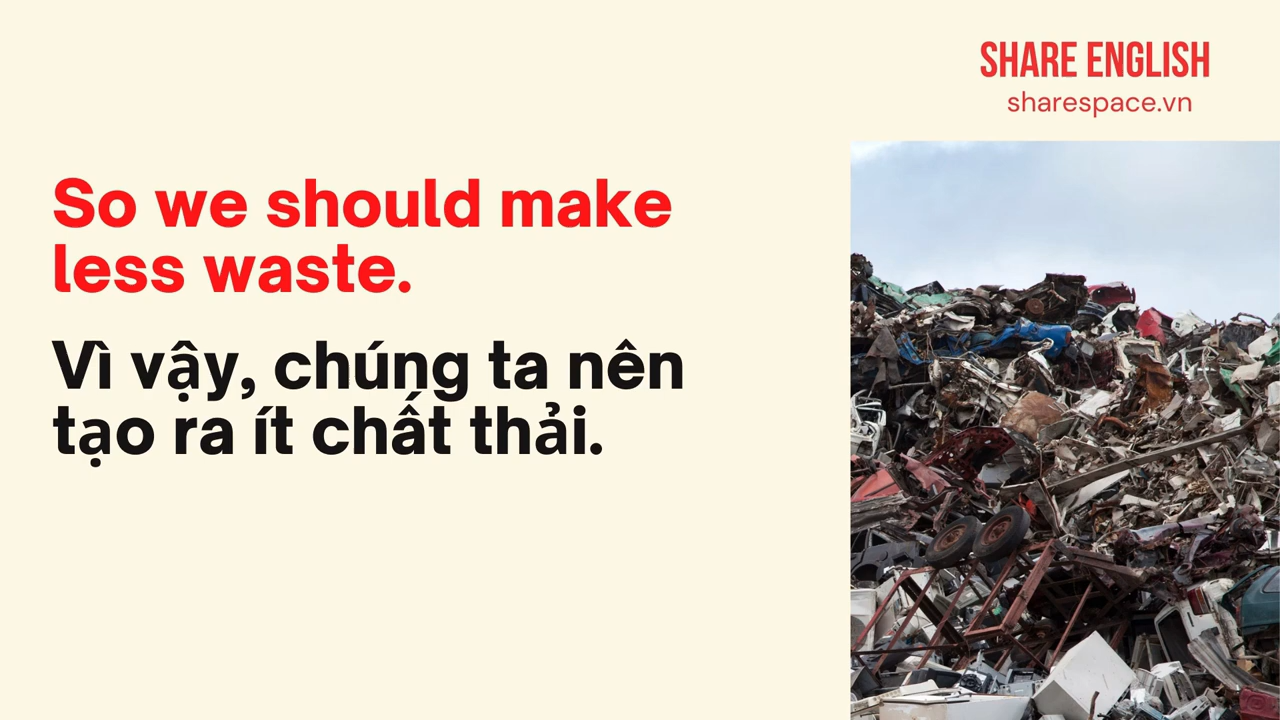 SHARE ENGLISH
sharespace.vn
So we should make
less waste.
Vì vậy, chúng ta nên
tạo ra ít chất thải.